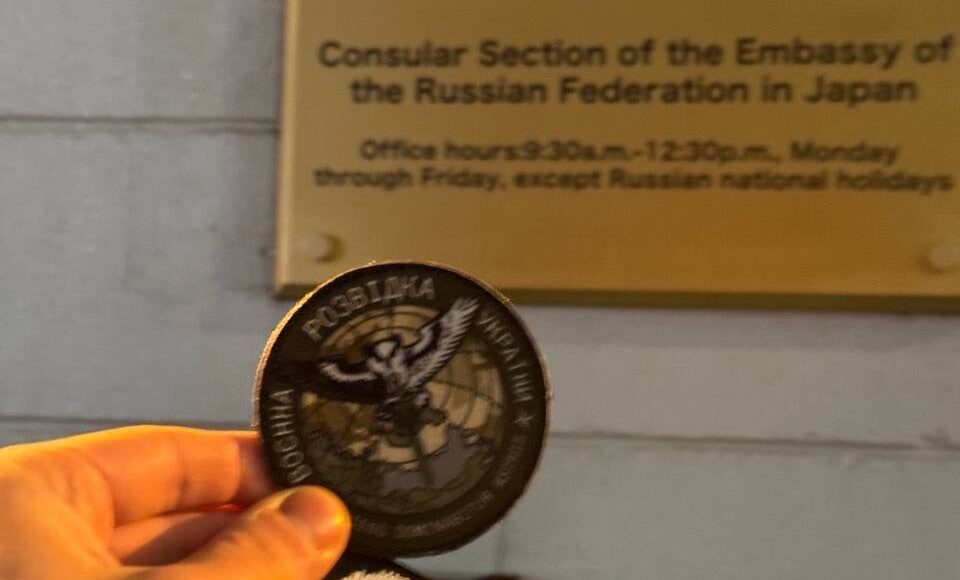 Consular Section of the Embassy of
the Russian Federation in Japan
Office hours:9:30a.m.-12:30p.m., Monday
through Friday, except Russian national holidays
ВОЄННА РОЗВІДКА УКРАЇНИ